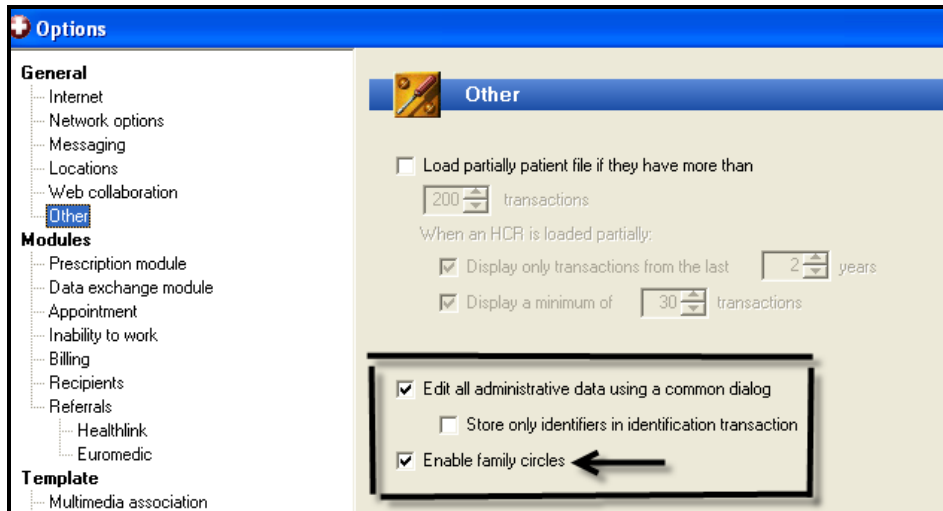 Options
General
Internet
Network options
Messaging
Locations
Web collaboration
Other
Modules
Prescription module
Data exchange module
Appointment
Inability to work
Billing
Recipients
Referrals
Healthlink
Euromedic
Template
Multimedia association
Other
Load partially patient file if they have more than
200 transactions
When an HCR is loaded partially:
Display only transactions from the last 2 years
Display a minimum of 30 transactions
Edit all administrative data using a common dialog
Store only identifiers in identification transaction
Enable family circles